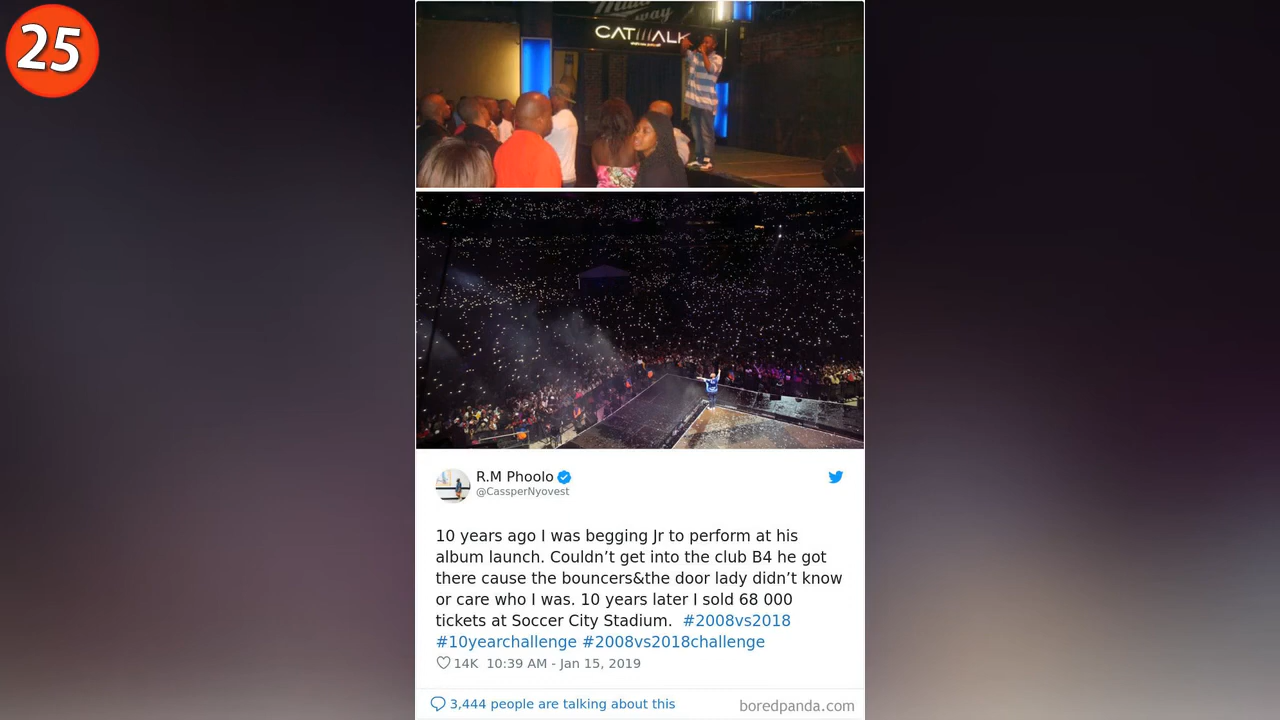 25
way
CATWALK
R.M Phoolo
@CassperNyovest
10 years ago I was begging Jr to perform at his
album launch. Couldn’t get into the club B4 he got
there cause the bouncers&the door lady didn’t know
or care who I was. 10 years later I sold 68 000
tickets at Soccer City Stadium. #2008vs2018
#10yearchallenge #2008vs2018challenge
14K 10:39 AM - Jan 15, 2019
3,444 people are talking about this
boredpanda.com